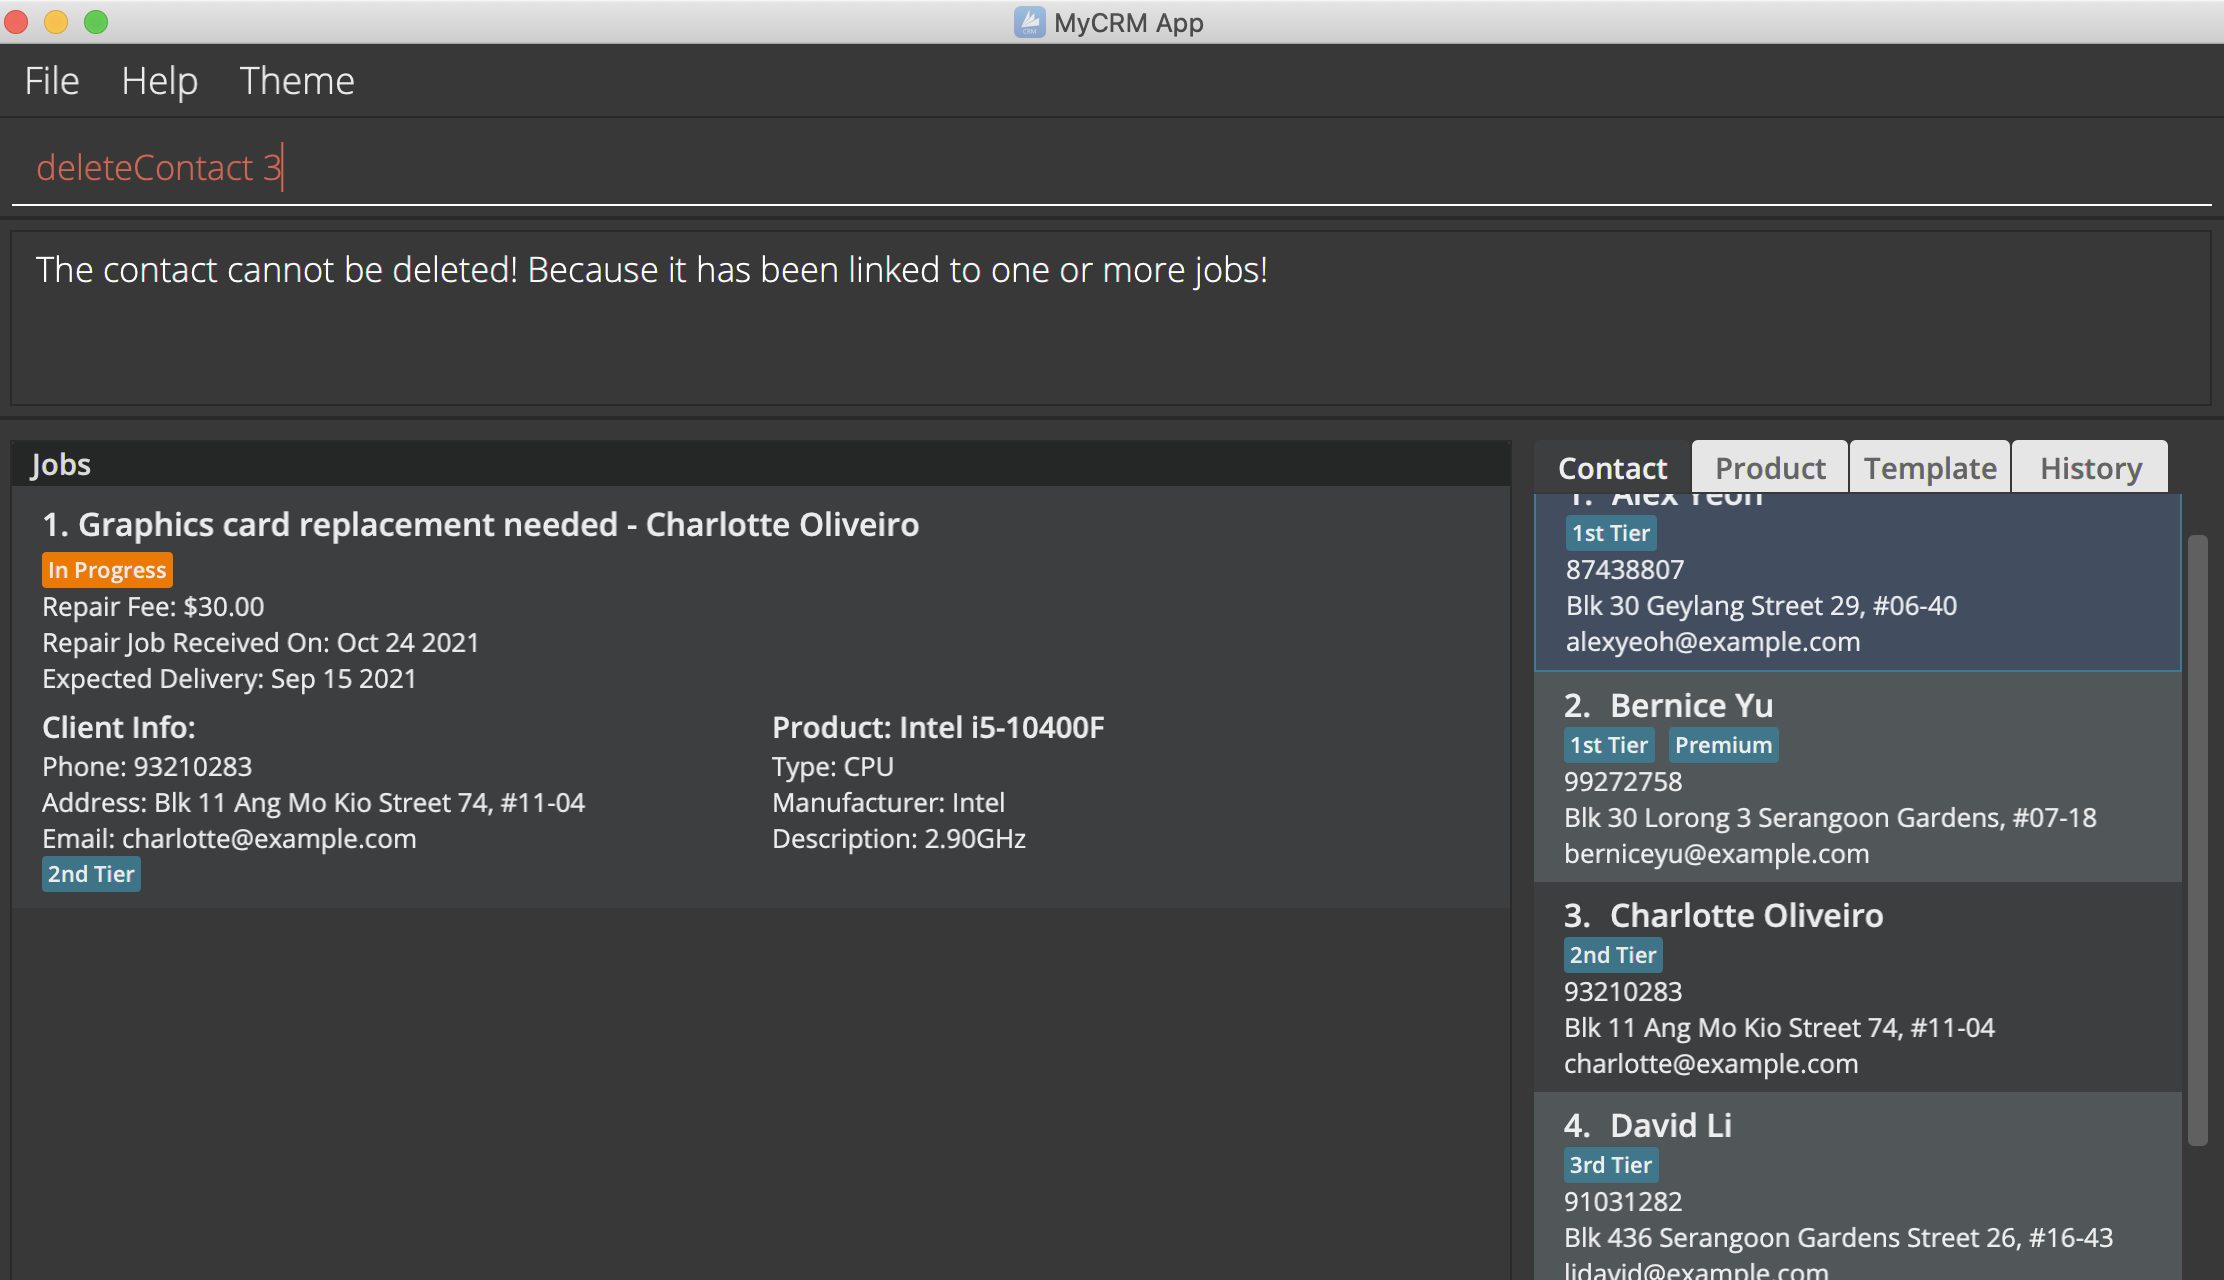 MyCRM App
File Help Theme
deleteContact 3
The contact cannot be deleted! Because it has been linked to one or more jobs!
Jobs
1. Graphics card replacement needed - Charlotte Oliveiro
In Progress
Repair Fee: $30.00
Repair Job Received On: Oct 24 2021
Expected Delivery: Sep 15 2021
Client Info:
Phone: 93210283
Address: Blk 11 Ang Mo Kio Street 74, #11-04
Email: charlotte@example.com
2nd Tier
Product: Intel i5-10400F
Type: CPU
Manufacturer: Intel
Description: 2.90GHz
Contact Product Template History
1. Alex Yeoh
1st Tier
87438807
Blk 30 Geylang Street 29, #06-40
alexyeoh@example.com
2. Bernice Yu
1st Tier Premium
99272758
Blk 30 Lorong 3 Serangoon Gardens, #07-18
berniceyu@example.com
3. Charlotte Oliveiro
2nd Tier
93210283
Blk 11 Ang Mo Kio Street 74, #11-04
charlotte@example.com
4. David Li
3rd Tier
91031282
Blk 436 Serangoon Gardens Street 26, #16-43
lidavid@example.com